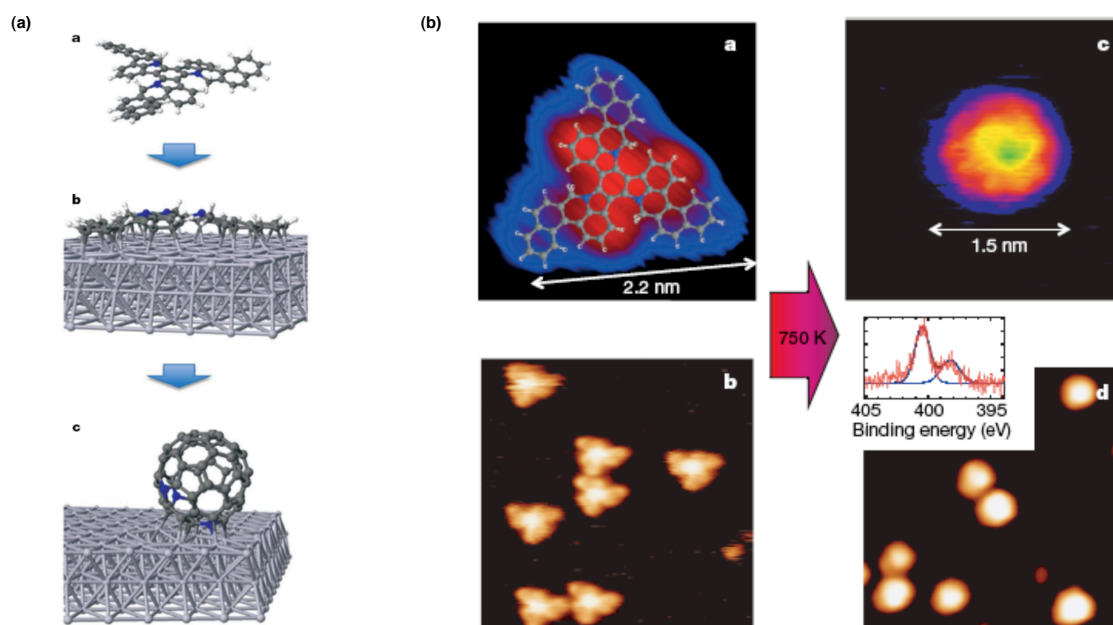 (a)
a
b
c
(b)
a
2.2 nm
b
750 K
c
1.5 nm
405 400 395
Binding energy (eV)
d